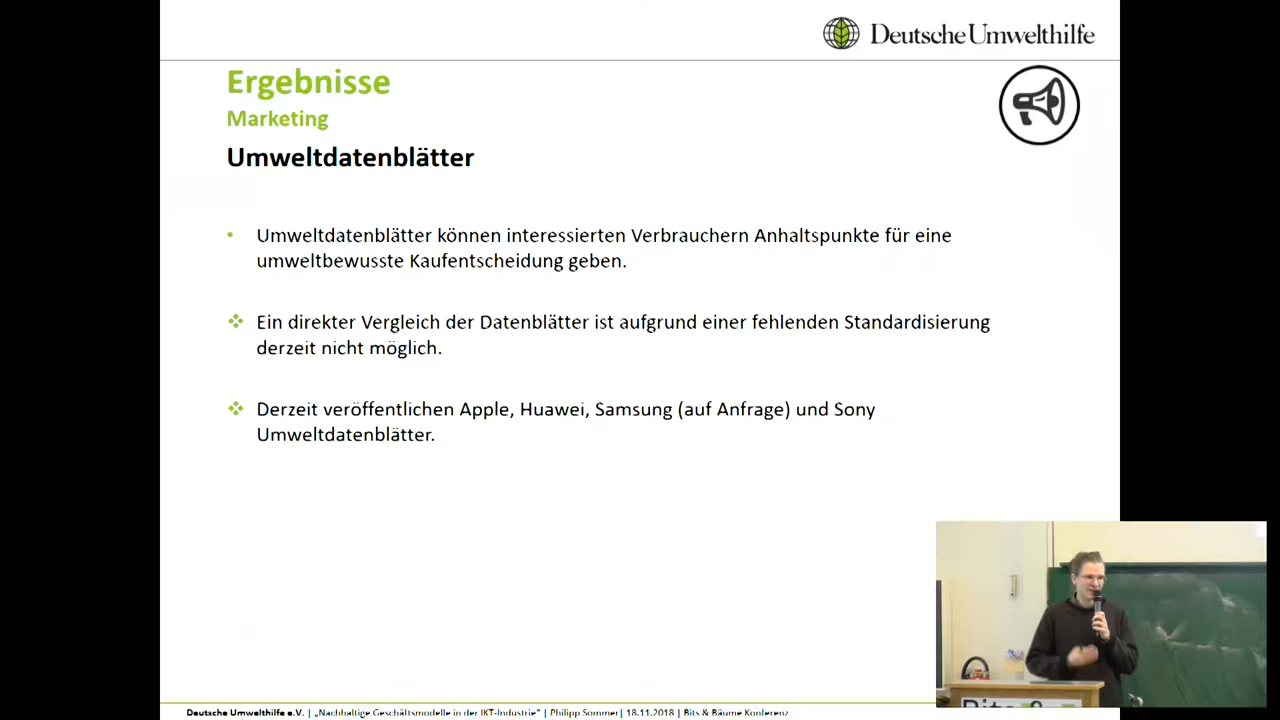 Deutsche Umwelthilfe
Ergebnisse
Marketing
Umweltdatenblätter
• Umweltdatenblätter können interessierten Verbrauchern Anhaltspunkte für eine
umweltbewusste Kaufentscheidung geben.
❖ Ein direkter Vergleich der Datenblätter ist aufgrund einer fehlenden Standardisierung
derzeit nicht möglich.
❖ Derzeit veröffentlichen Apple, Huawei, Samsung (auf Anfrage) und Sony
Umweltdatenblätter.
Deutsche Umwelthilfe e.V. | „Nachhaltige Geschäftsmodelle in der IKT-Industrie“ | Philipp Sommer| 18.11.2018 | Bits & Bäume Konferenz
Bits &